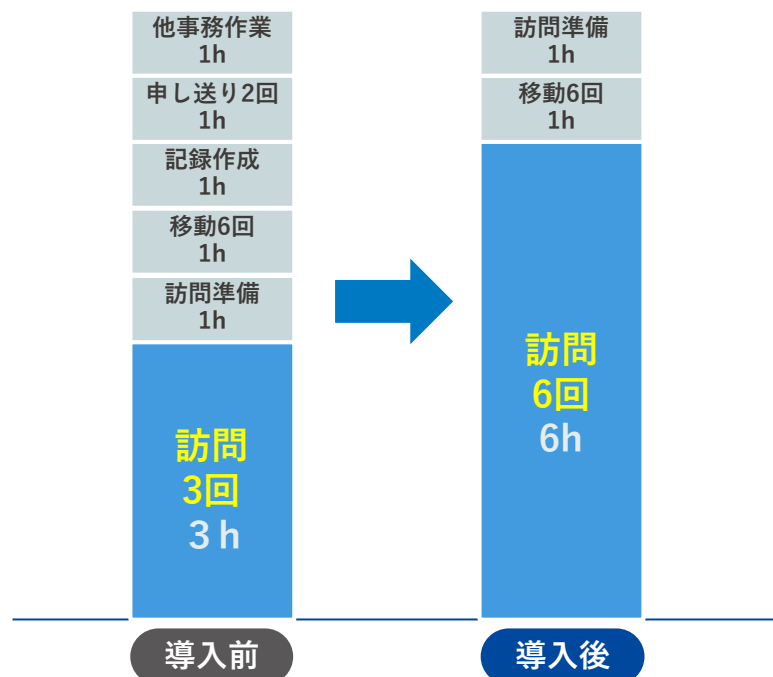 他事務作業
1h
申し送り2回
1h
記録作成
1h
移動6回
1h
訪問準備
1h
訪問
3回
３h
導入前
訪問準備
1h
移動6回
1h
訪問
6回
6h
導入後